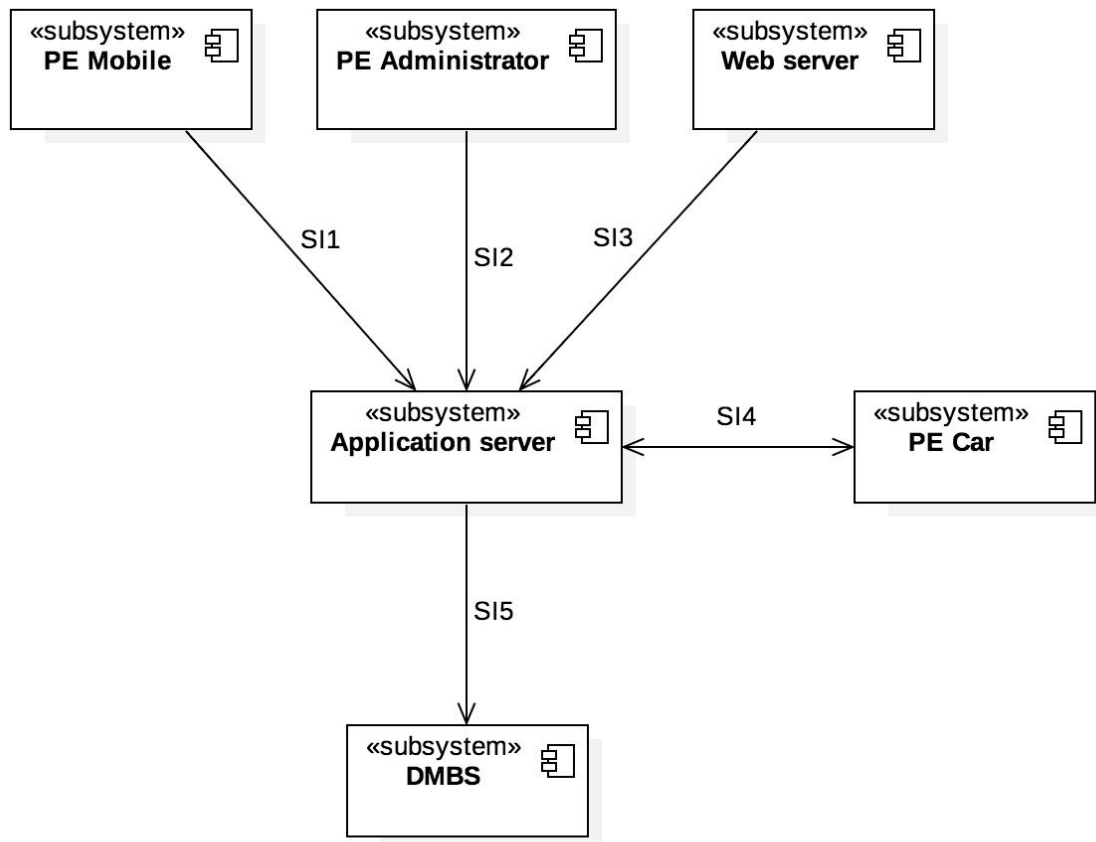 «subsystem»
PE Mobile
«subsystem»
PE Administrator
«subsystem»
Web server
SI1
SI2
SI3
«subsystem»
Application server
SI4
«subsystem»
PE Car
SI5
«subsystem»
DMBS